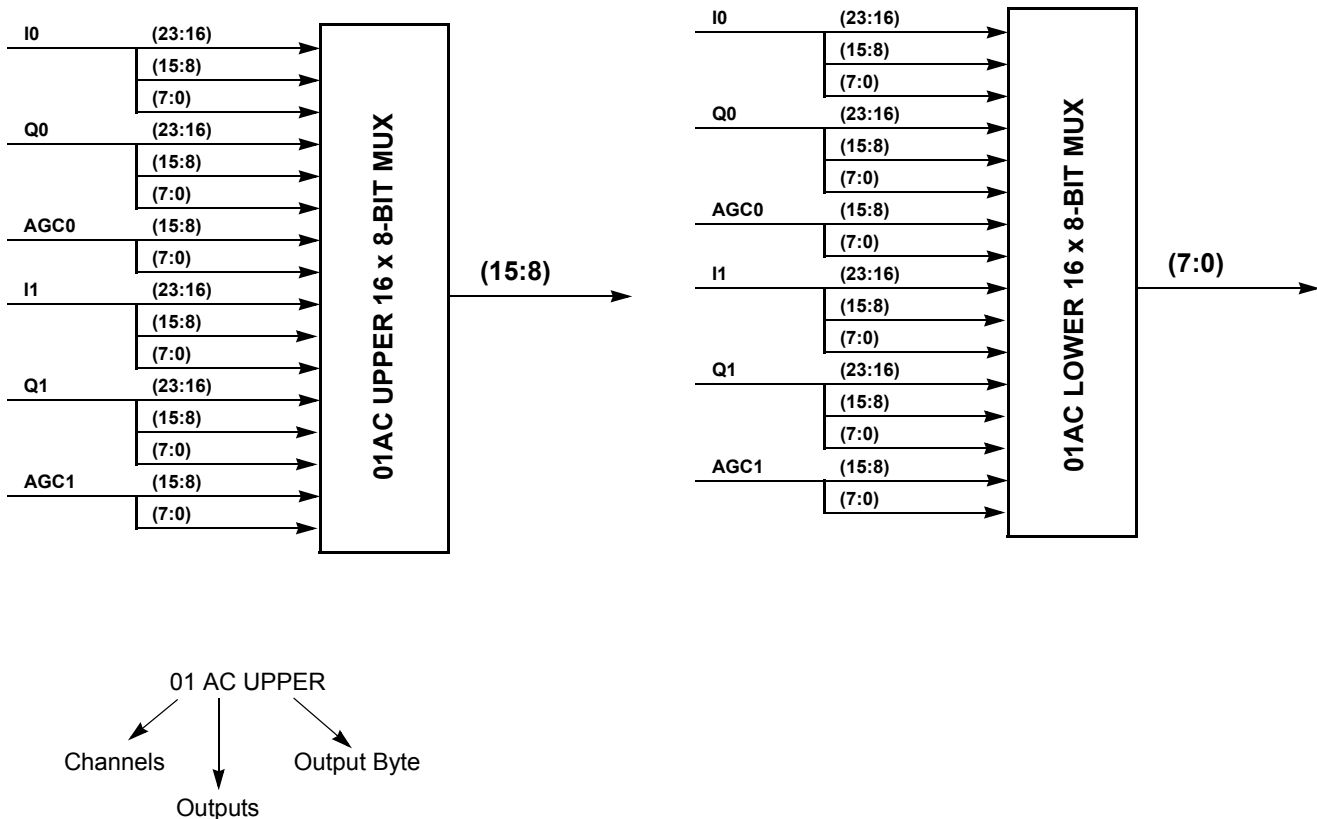 I0 (23:16)
(15:8)
(7:0)
Q0 (23:16)
(15:8)
(7:0)
AGC0 (15:8)
(7:0)
I1 (23:16)
(15:8)
(7:0)
Q1 (23:16)
(15:8)
(7:0)
AGC1 (15:8)
(7:0)
01AC UPPER 16 x 8-BIT MUX
(15:8)
I0 (23:16)
(15:8)
(7:0)
Q0 (23:16)
(15:8)
(7:0)
AGC0 (15:8)
(7:0)
I1 (23:16)
(15:8)
(7:0)
Q1 (23:16)
(15:8)
(7:0)
AGC1 (15:8)
(7:0)
01AC LOWER 16 x 8-BIT MUX
(7:0)
01 AC UPPER
Channels
Output Byte
Outputs